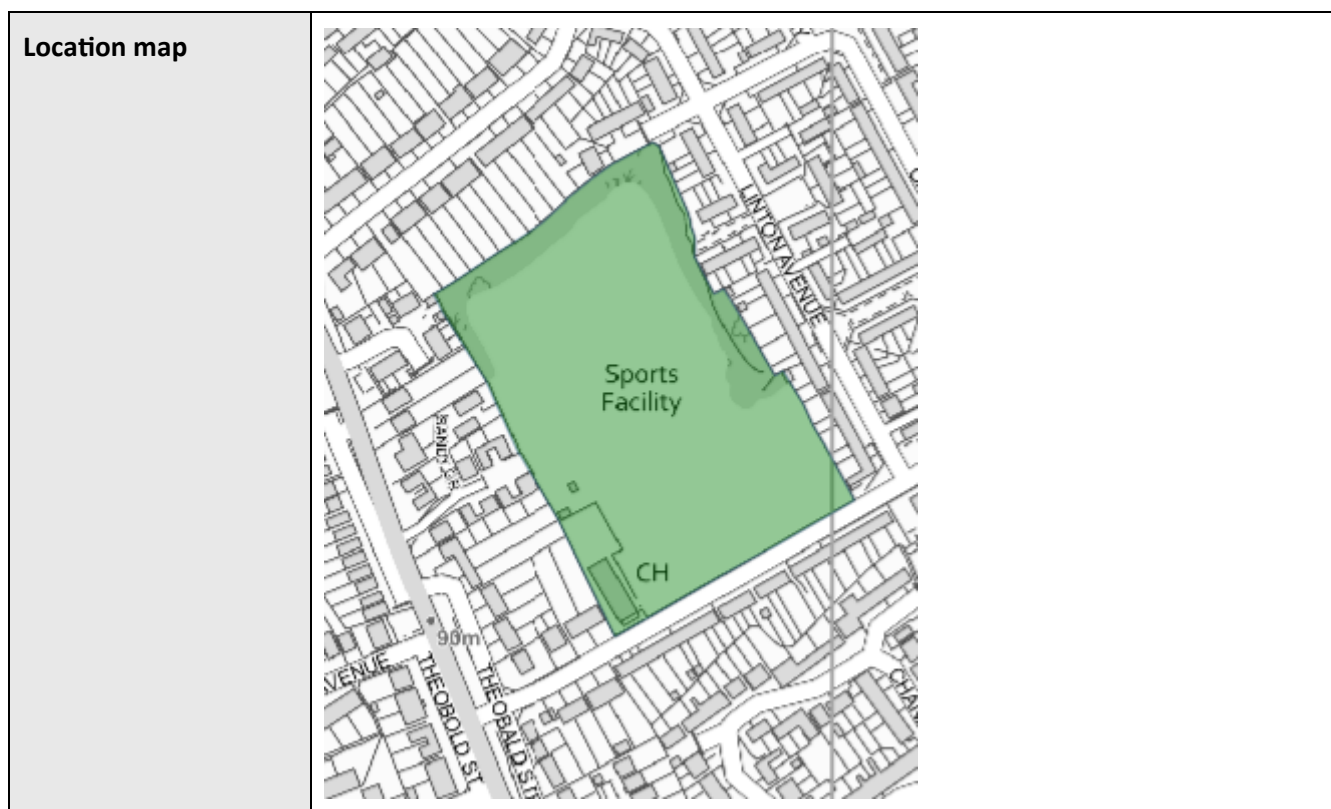 Location map
LINTON AVENUE
Sports
Facility
CH
90m
AVENUE
THEOBOLD ST
THEOBALD ST